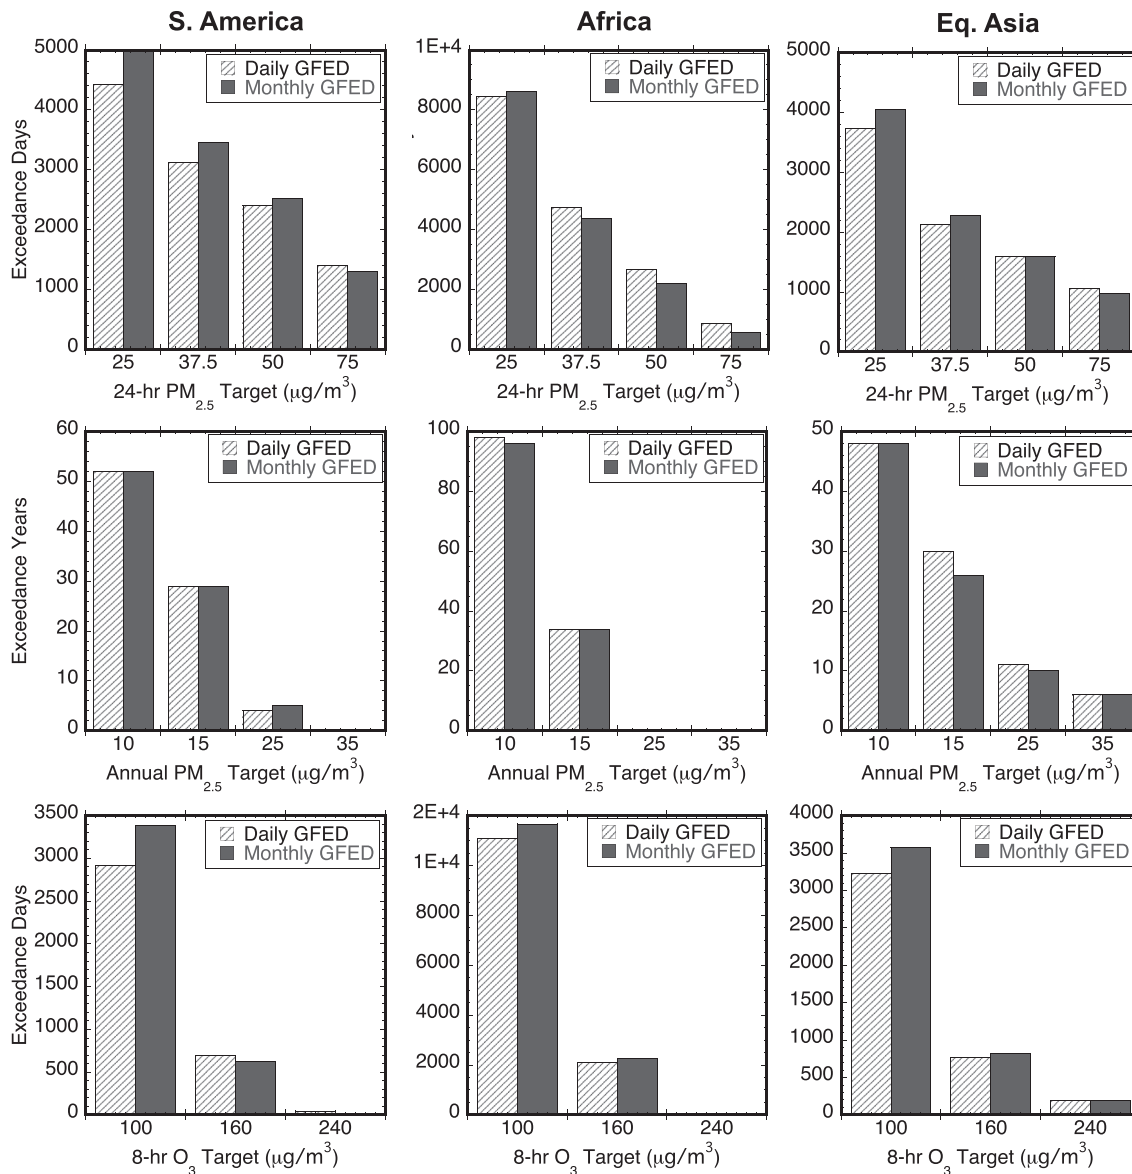 S. America
Africa
Eq. Asia
Exceedance Days
5000
4000
3000
2000
1000
0
Daily GFED
Monthly GFED
25 37.5 50 75
24-hr PM2.5 Target (μg/m3)
1E+4
8000
6000
4000
2000
0
Daily GFED
Monthly GFED
25 37.5 50 75
24-hr PM2.5 Target (μg/m3)
5000
4000
3000
2000
1000
0
Daily GFED
Monthly GFED
25 37.5 50 75
24-hr PM2.5 Target (μg/m3)
Exceedance Years
60
50
40
30
20
10
0
Daily GFED
Monthly GFED
10 15 25 35
Annual PM2.5 Target (μg/m3)
100
80
60
40
20
0
Daily GFED
Monthly GFED
10 15 25 35
Annual PM2.5 Target (μg/m3)
50
40
30
20
10
0
Daily GFED
Monthly GFED
10 15 25 35
Annual PM2.5 Target (μg/m3)
Exceedance Days
3500
3000
2500
2000
1500
1000
500
0
Daily GFED
Monthly GFED
100 160 240
8-hr O3 Target (μg/m3)
2E+4
1E+4
8000
6000
4000
2000
0
Daily GFED
Monthly GFED
100 160 240
8-hr O3 Target (μg/m3)
4000
3500
3000
2500
2000
1500
1000
500
0
Daily GFED
Monthly GFED
100 160 240
8-hr O3 Target (μg/m3)